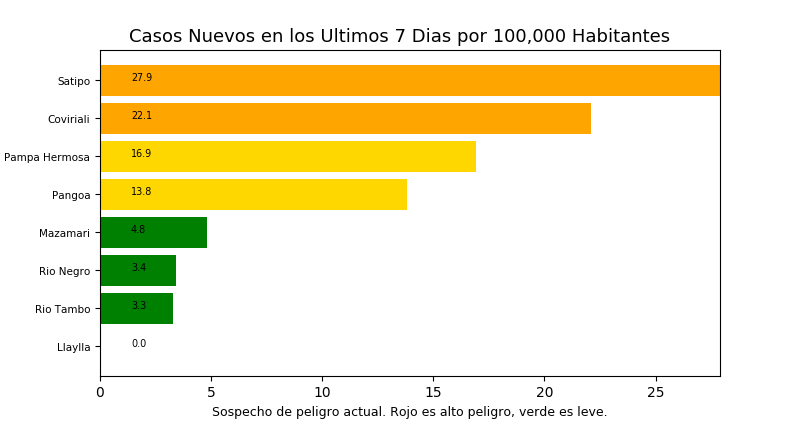 Casos Nuevos en los Ultimos 7 Dias por 100,000 Habitantes
Satipo 27.9
Coviriali 22.1
Pampa Hermosa 16.9
Pangoa 13.8
Mazamari 4.8
Rio Negro 3.4
Rio Tambo 3.3
Llaylla 0.0
0 5 10 15 20 25
Sospecho de peligro actual. Rojo es alto peligro, verde es leve.